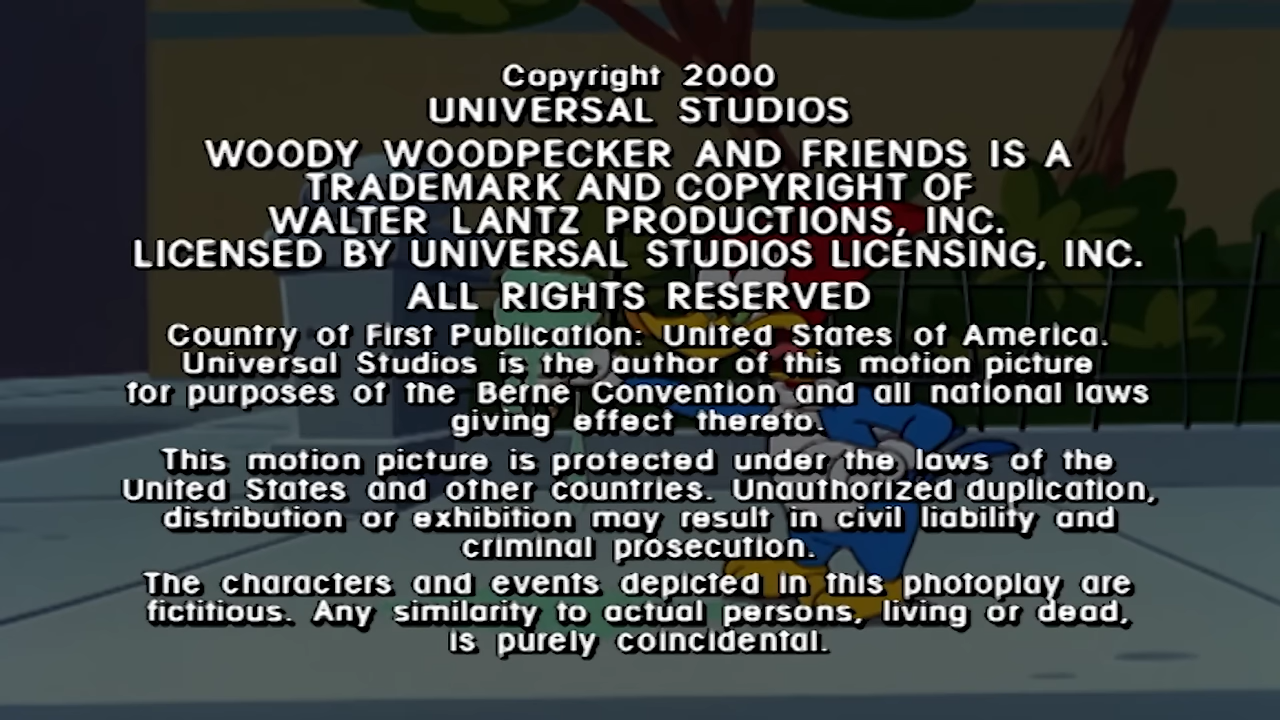 Copyright 2000
UNIVERSAL STUDIOS
WOODY WOODPECKER AND FRIENDS IS A
TRADEMARK AND COPYRIGHT OF
WALTER LANTZ PRODUCTIONS, INC.
LICENSED BY UNIVERSAL STUDIOS LICENSING, INC.
ALL RIGHTS RESERVED
Country of First Publication: United States of America.
Universal Studios is the author of this motion picture
for purposes of the Berne Convention and all national laws
giving effect thereto.
This motion picture is protected under the laws of the
United States and other countries. Unauthorized duplication,
distribution or exhibition may result in civil liability and
criminal prosecution.
The characters and events depicted in this photoplay are
fictitious. Any similarity to actual persons, living or dead,
is purely coincidental.